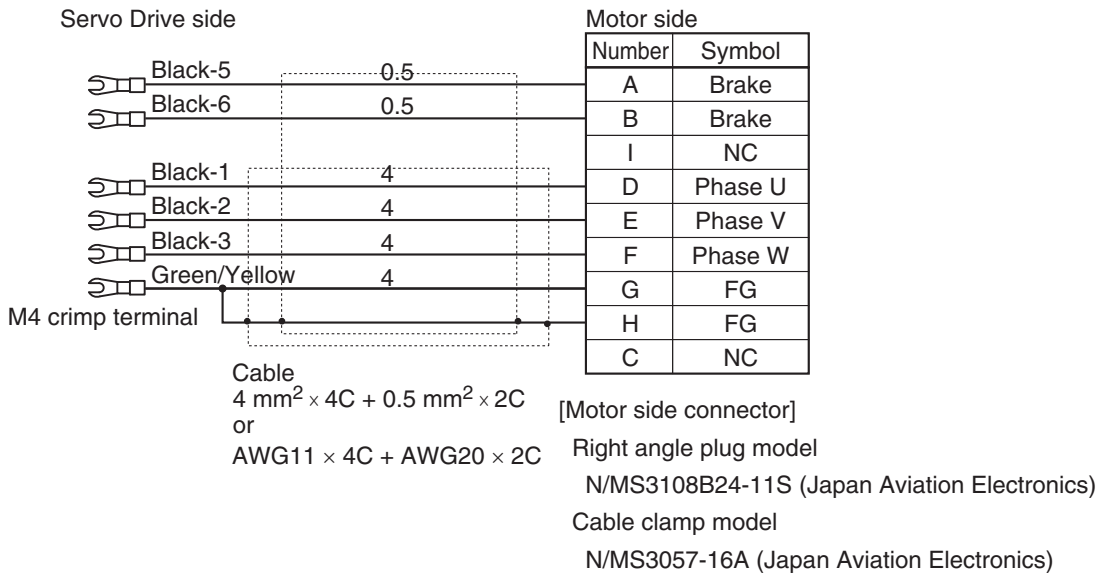 Servo Drive side
Motor side
Number Symbol
Black-5 0.5 A Brake
Black-6 0.5 B Brake
I NC
Black-1 4 D Phase U
Black-2 4 E Phase V
Black-3 4 F Phase W
Green/Yellow 4 G FG
M4 crimp terminal H FG
C NC
Cable
4 mm² × 4C + 0.5 mm² × 2C
or
AWG11 × 4C + AWG20 × 2C
[Motor side connector]
Right angle plug model
N/MS3108B24-11S (Japan Aviation Electronics)
Cable clamp model
N/MS3057-16A (Japan Aviation Electronics)